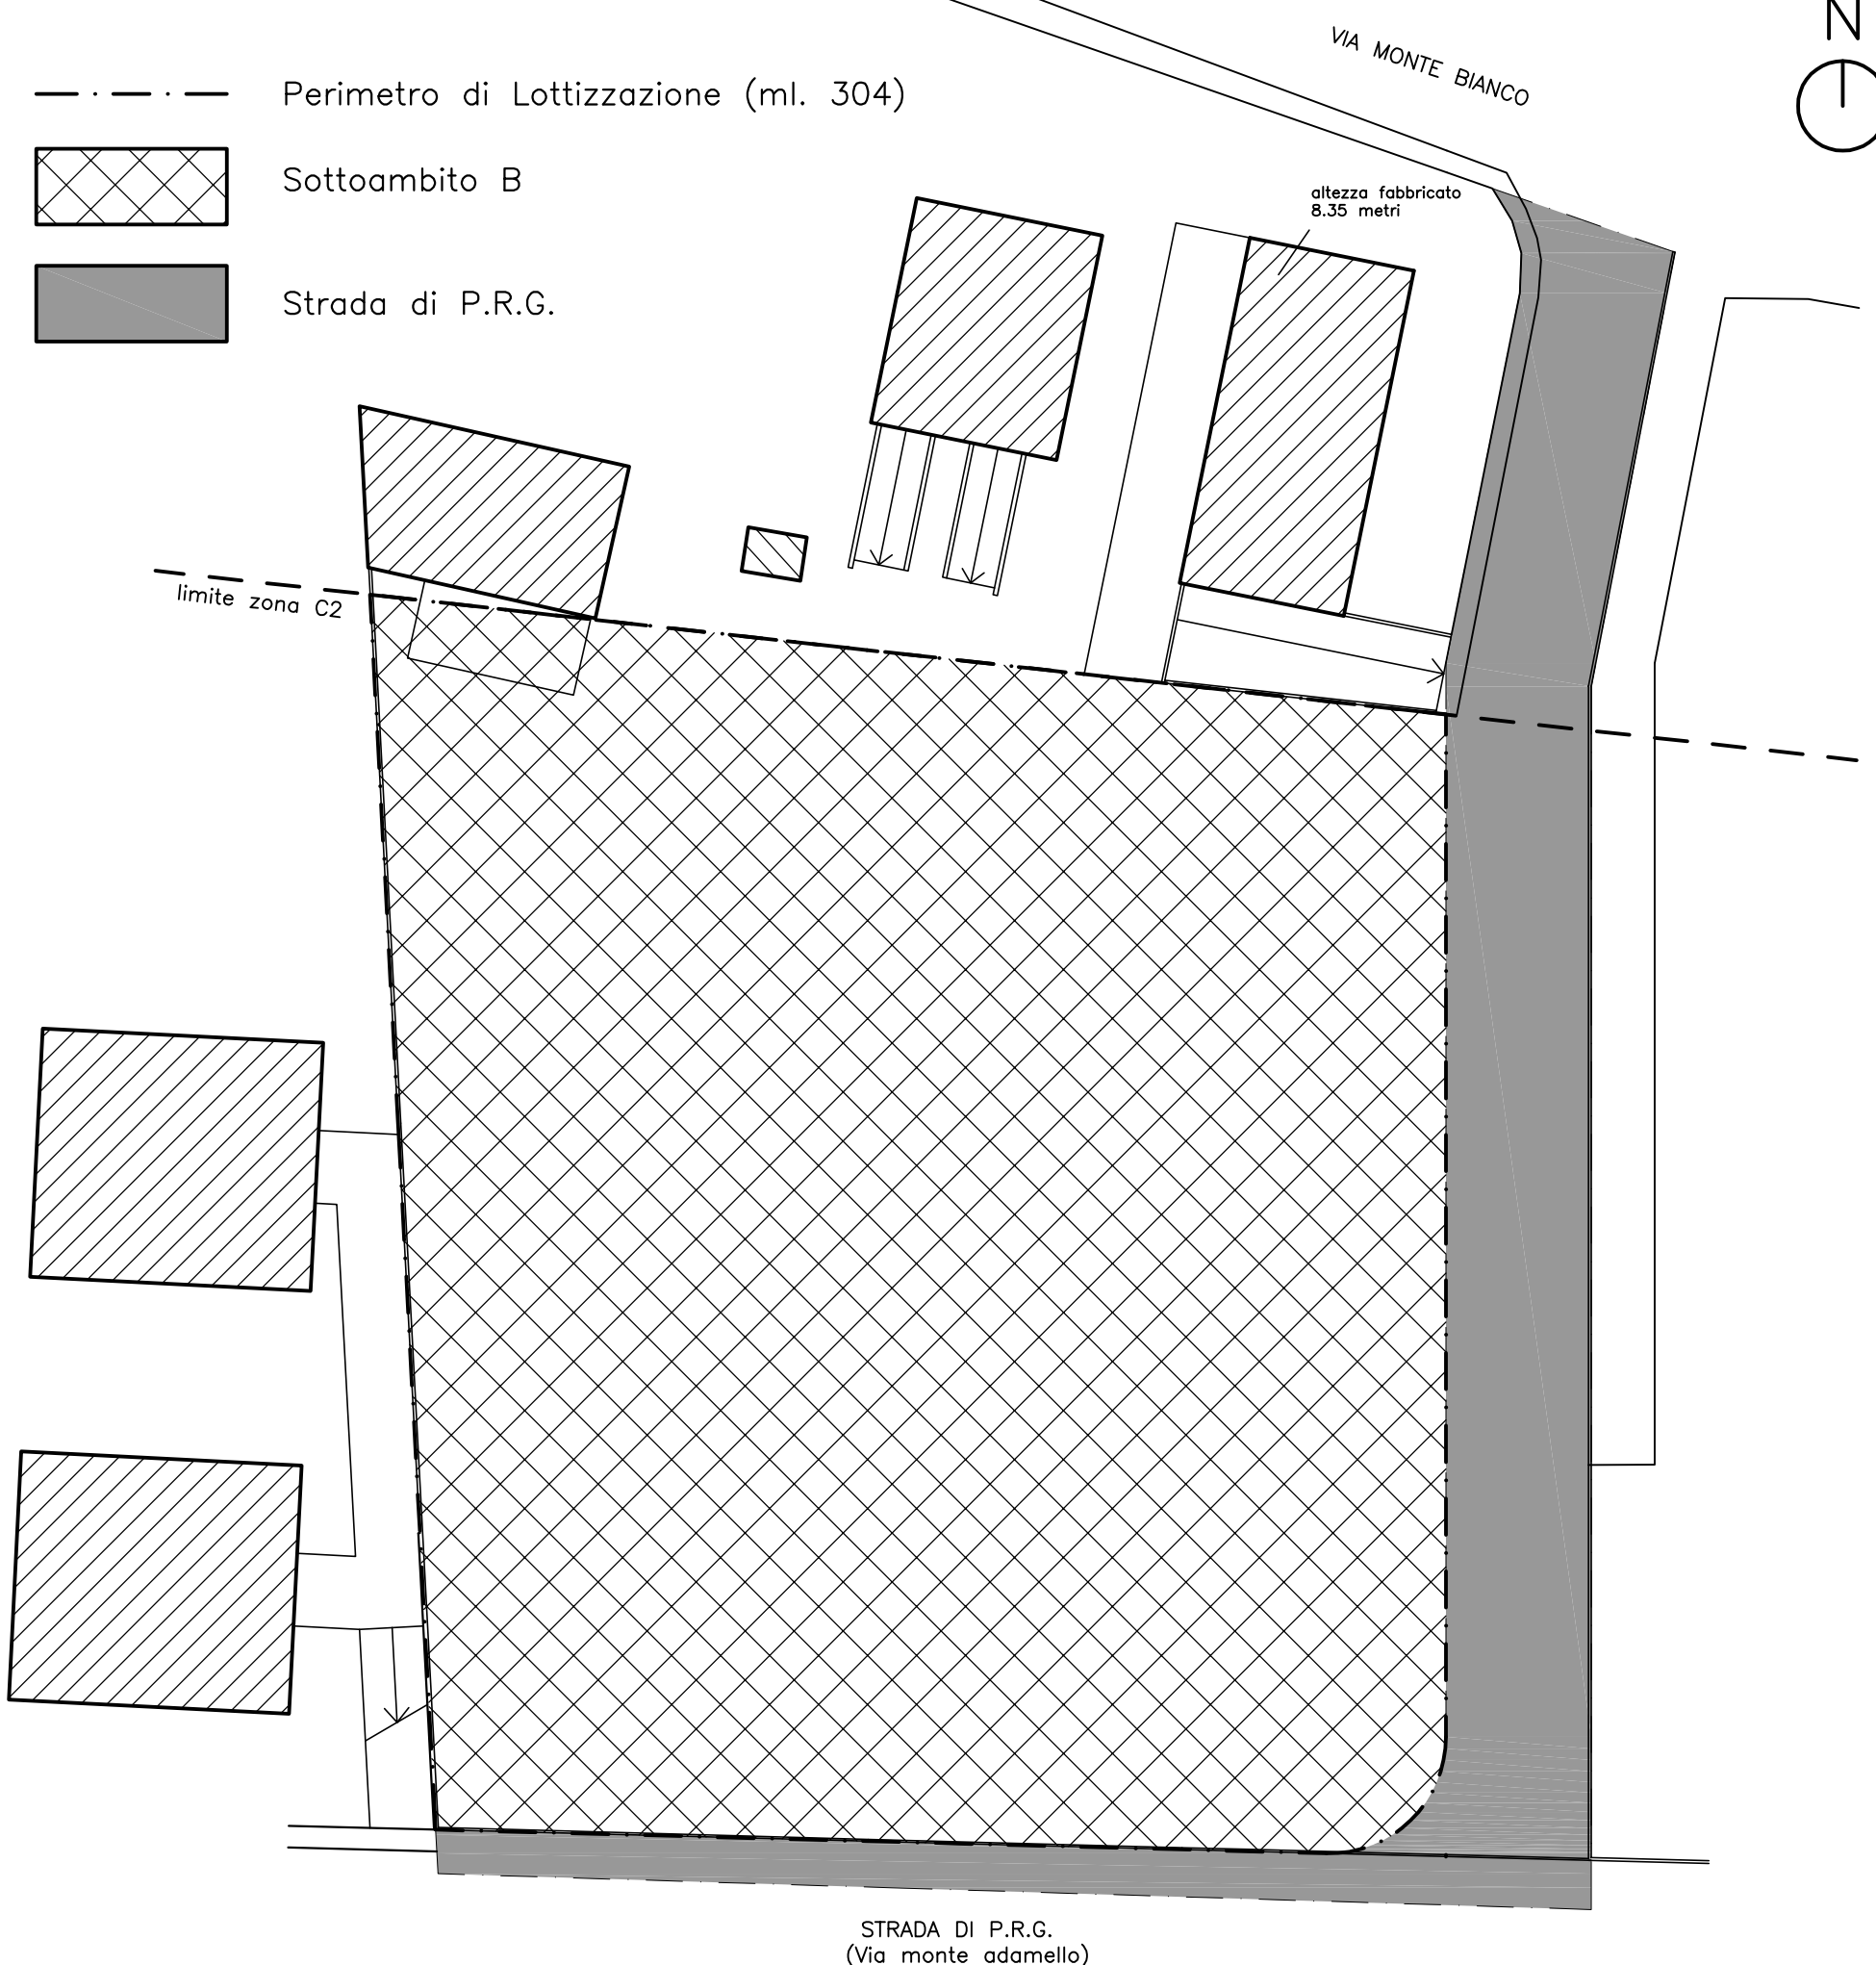 N
VIA MONTE BIANCO
Perimetro di Lottizzazione (ml. 304)
Sottoambito B
altezza fabbricato
8.35 metri
Strada di P.R.G.
limite zona C2
STRADA DI P.R.G.
(Via monte adamello)